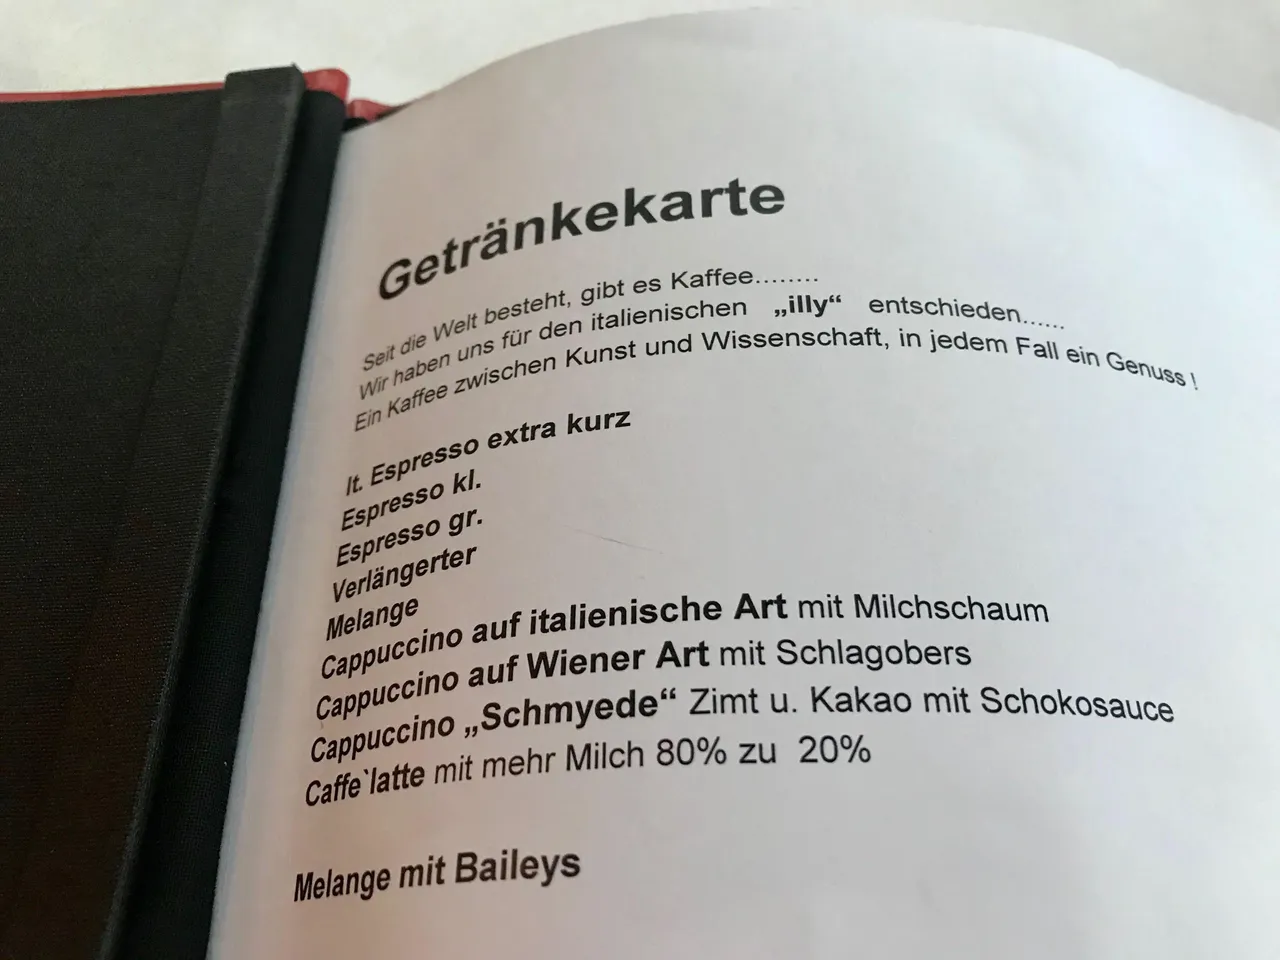 Getränkekarte
Seit die Welt besteht, gibt es Kaffee........
Wir haben uns für den italienischen „illy“ entschieden......
Ein Kaffee zwischen Kunst und Wissenschaft, in jedem Fall ein Genuss !
It. Espresso extra kurz
Espresso kl.
Espresso gr.
Verlängerter
Melange
Cappuccino auf italienische Art mit Milchschaum
Cappuccino auf Wiener Art mit Schlagobers
Cappuccino „Schmyede“ Zimt u. Kakao mit Schokosauce
Caffe`latte mit mehr Milch 80% zu 20%
Melange mit Baileys